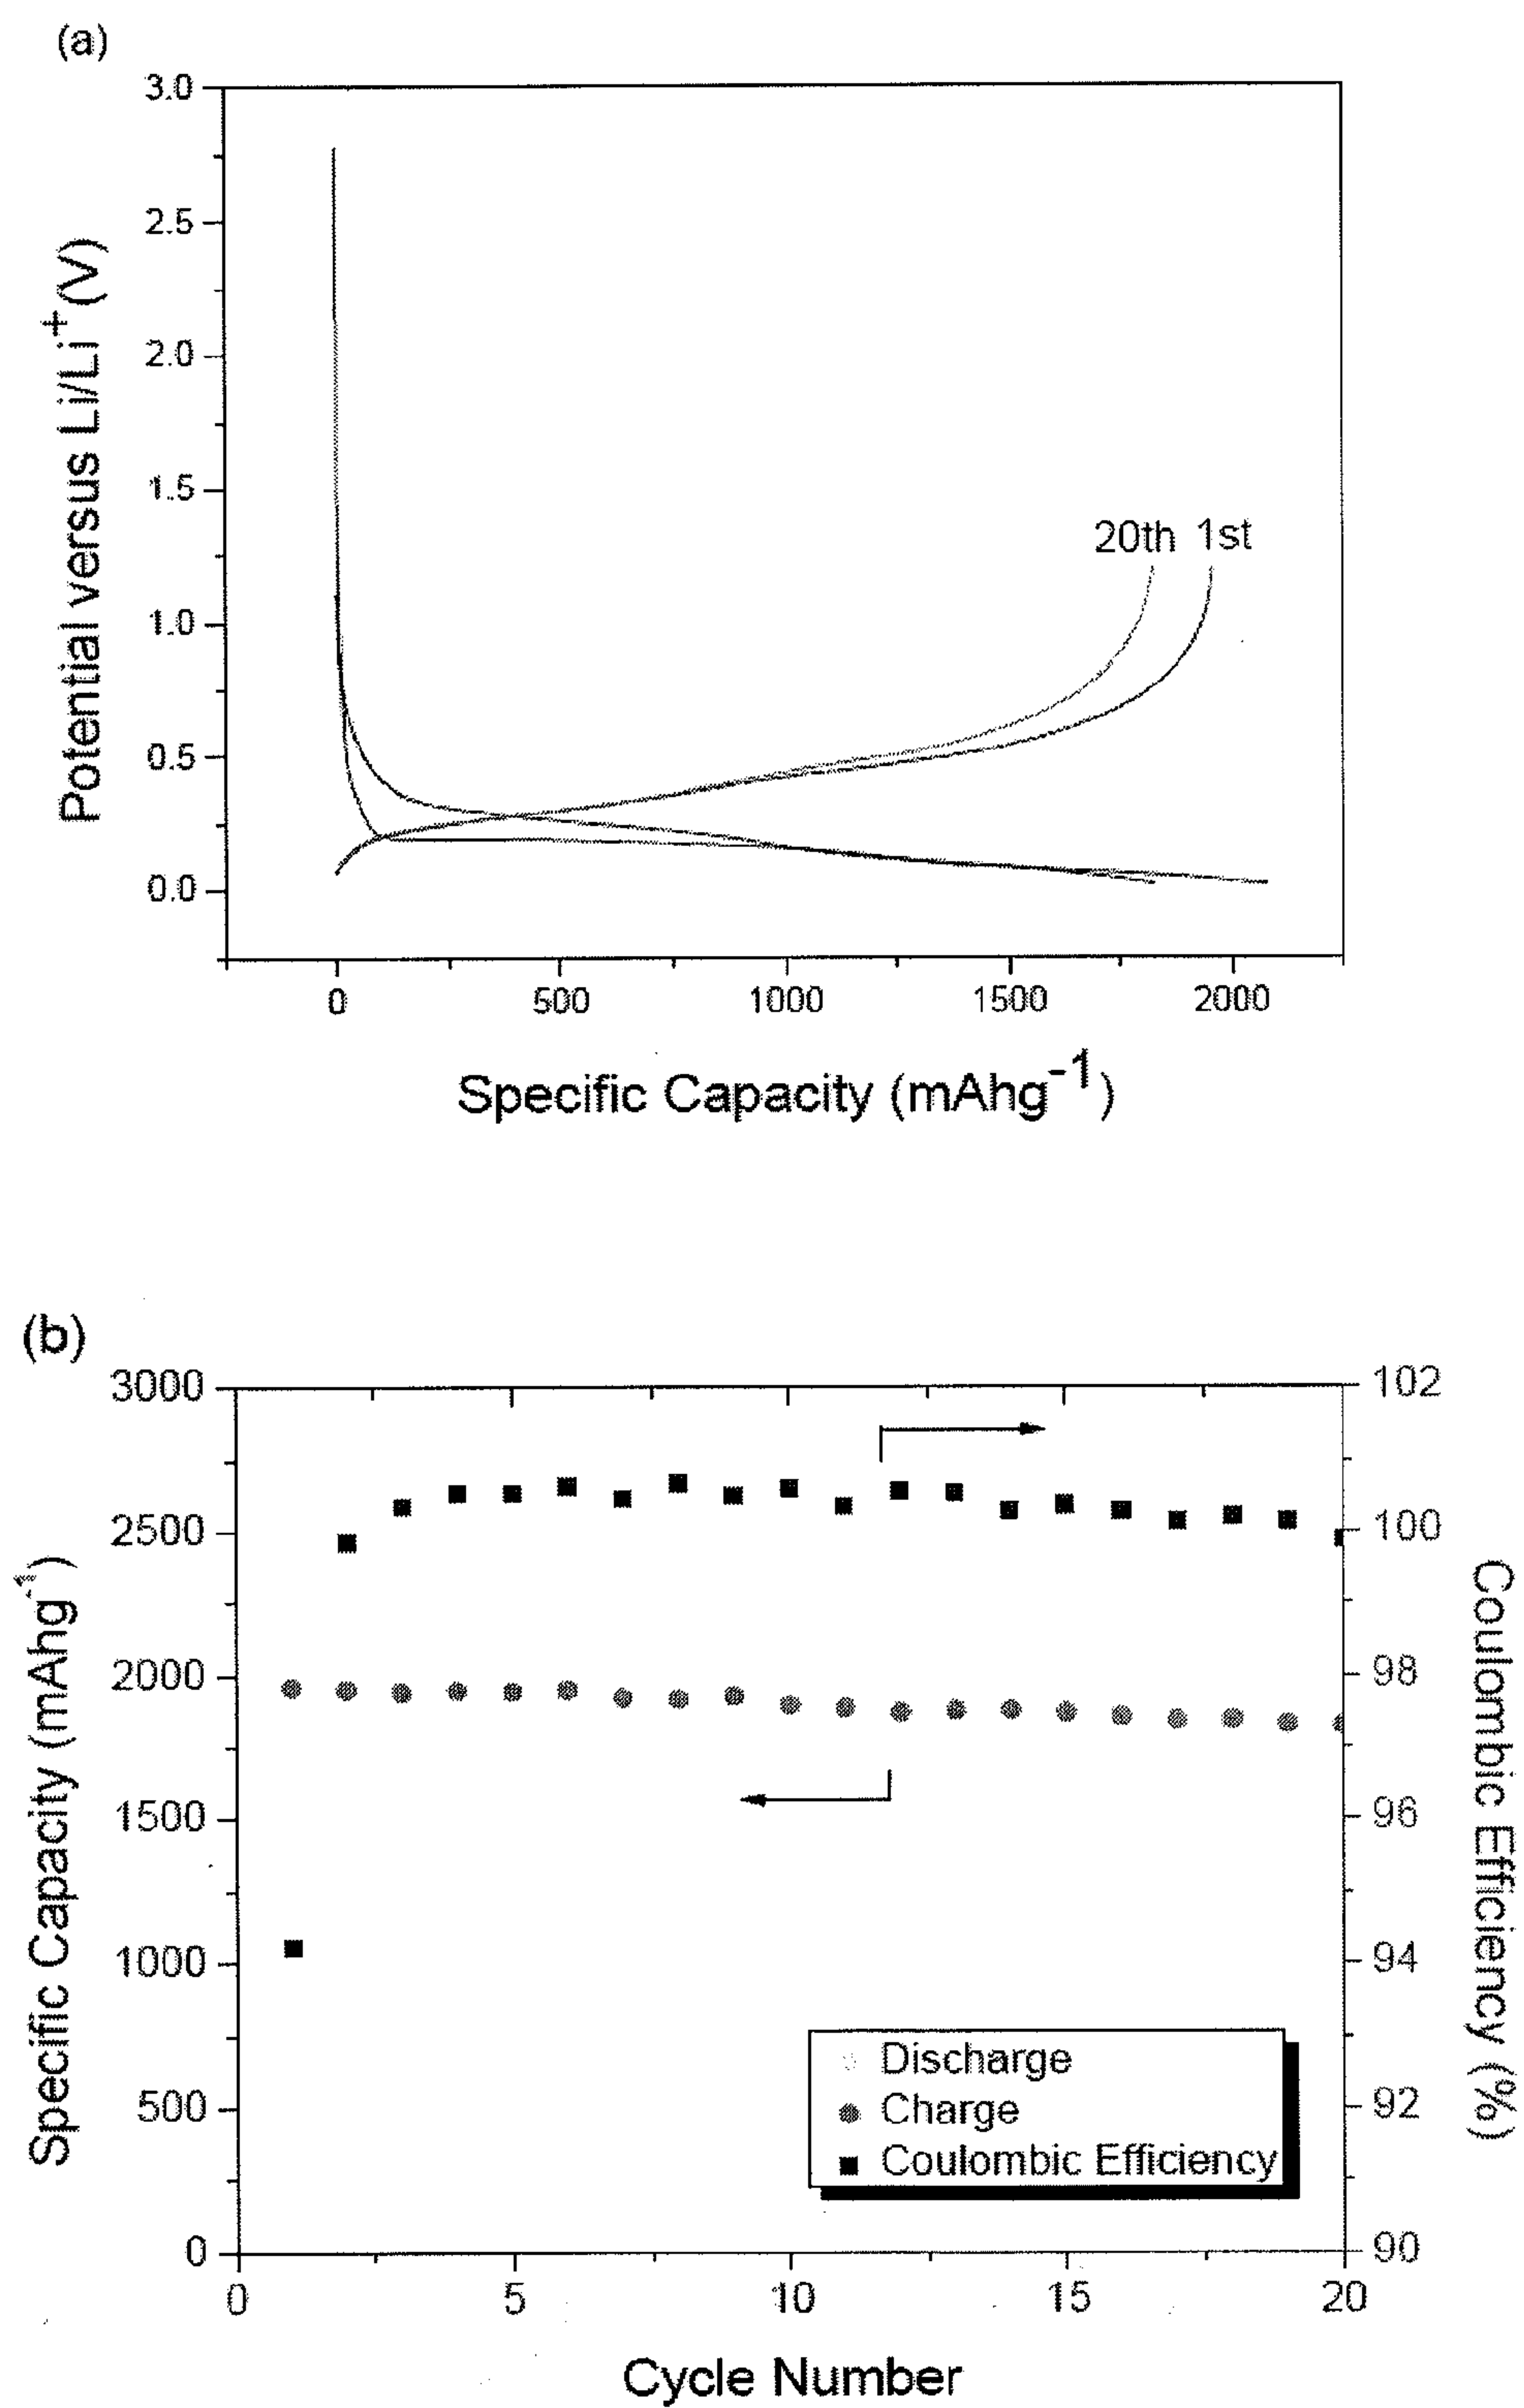 (a)
3.0
2.5
2.0
1.5
1.0
0.5
0.0
Potential versus Li/Li⁺(V)
20th 1st
0 500 1000 1500 2000
Specific Capacity (mAhg⁻¹)
(b)
3000
2500
2000
1500
1000
500
0
Specific Capacity (mAhg⁻¹)
102
100
98
96
94
92
90
Coulombic Efficiency (%)
Discharge
Charge
Coulombic Efficiency
0 5 10 15 20
Cycle Number